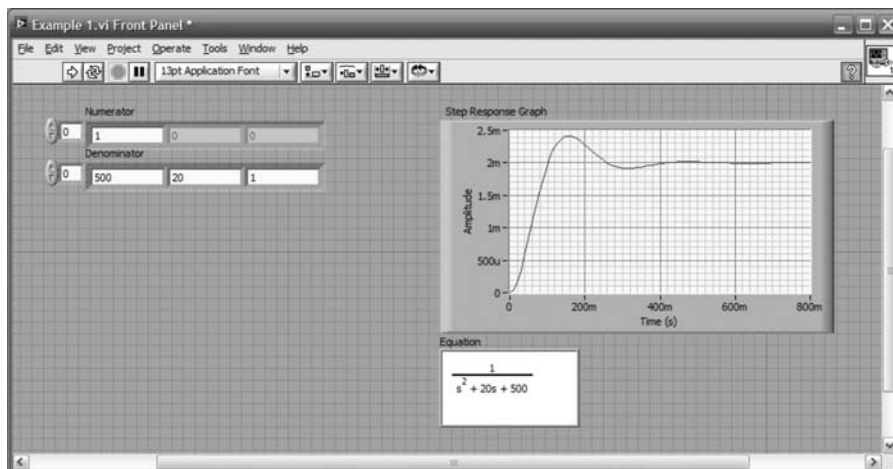 Example 1.vi Front Panel *
File Edit View Project Operate Tools Window Help
13pt Application Font
Numerator
0 1 0 0
Denominator
0 500 20 1
Step Response Graph
2.5m
2m
1.5m
1m
500u
0
Amplitude
0 200m 400m 600m 800m
Time (s)
Equation
1
s² + 20s + 500